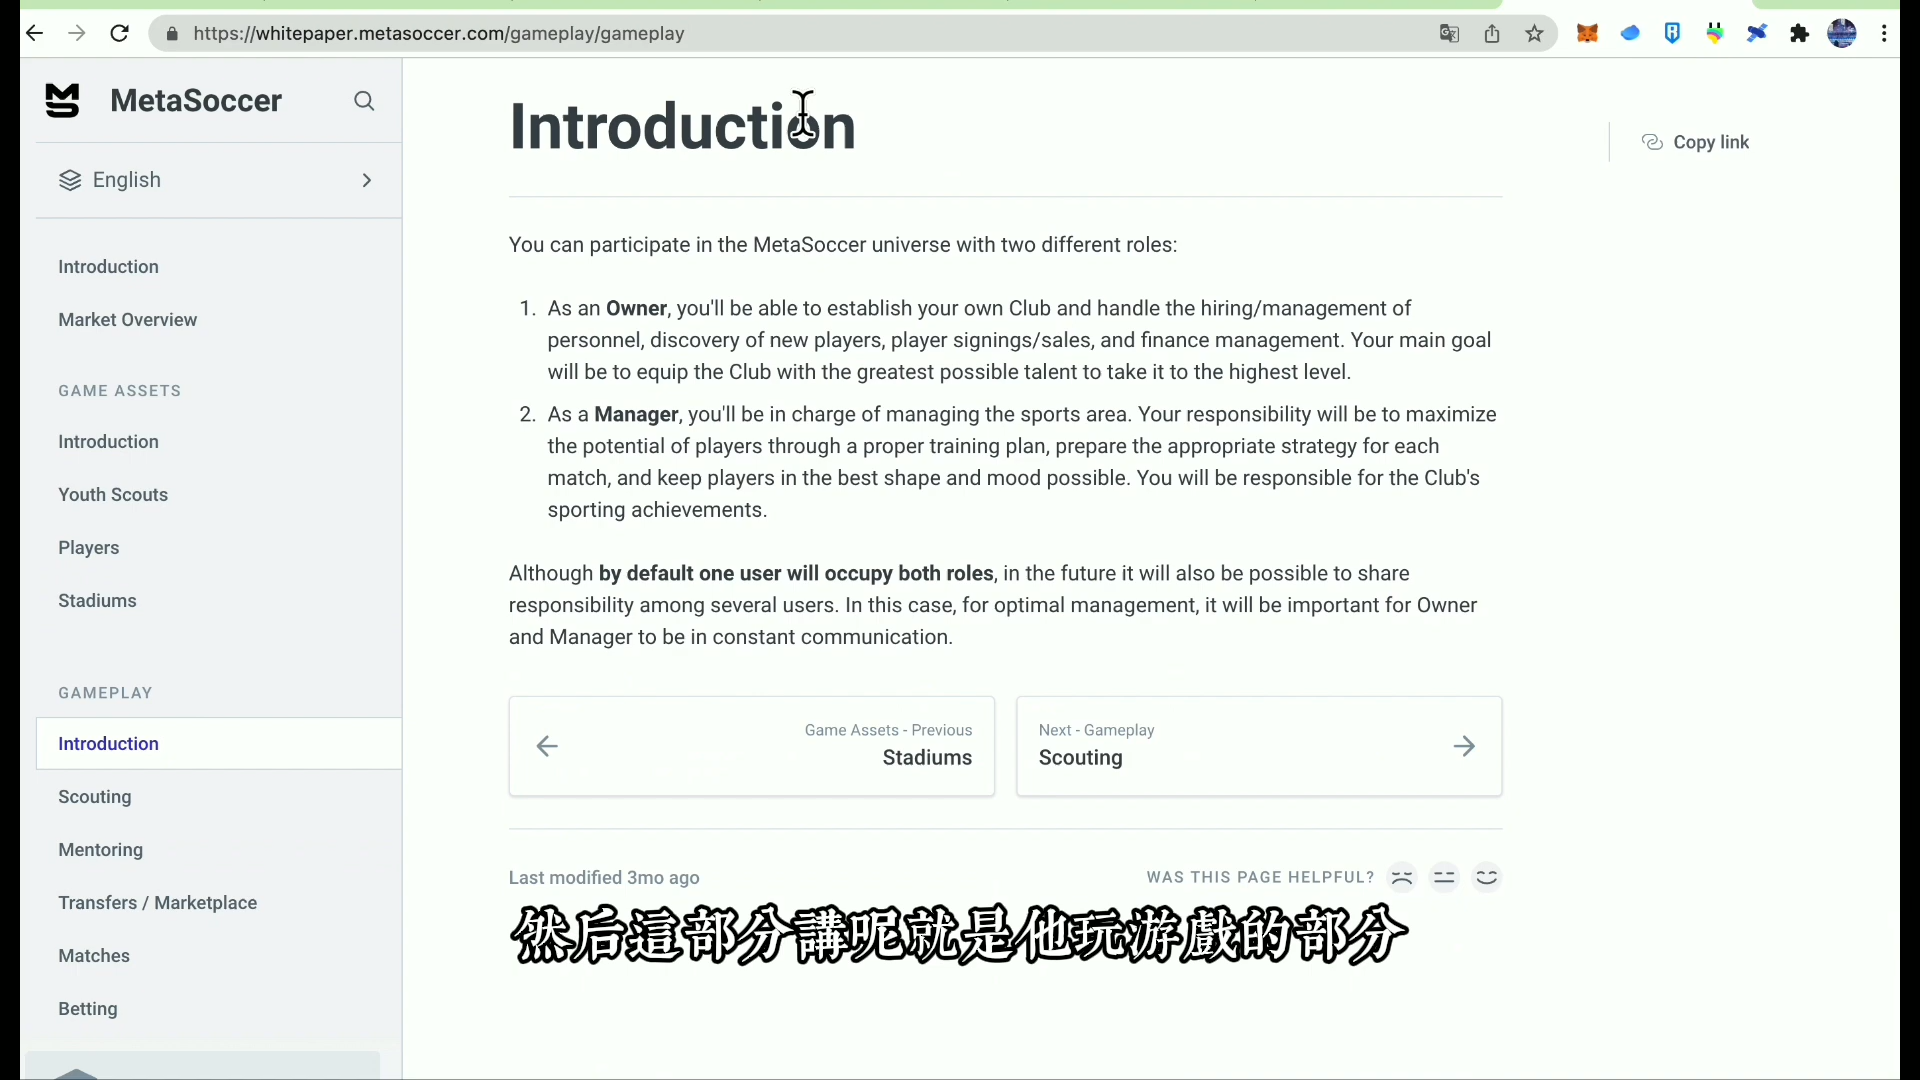 https://whitepaper.metasoccer.com/gameplay/gameplay
MetaSoccer
English
Introduction
Market Overview
GAME ASSETS
Introduction
Youth Scouts
Players
Stadiums
GAMEPLAY
Introduction
Scouting
Mentoring
Transfers / Marketplace
Matches
Betting
Introduction
Copy link
You can participate in the MetaSoccer universe with two different roles:
1. As an Owner, you'll be able to establish your own Club and handle the hiring/management of
personnel, discovery of new players, player signings/sales, and finance management. Your main goal
will be to equip the Club with the greatest possible talent to take it to the highest level.
2. As a Manager, you'll be in charge of managing the sports area. Your responsibility will be to maximize
the potential of players through a proper training plan, prepare the appropriate strategy for each
match, and keep players in the best shape and mood possible. You will be responsible for the Club's
sporting achievements.
Although by default one user will occupy both roles, in the future it will also be possible to share
responsibility among several users. In this case, for optimal management, it will be important for Owner
and Manager to be in constant communication.
Game Assets - Previous
Stadiums
Next - Gameplay
Scouting
Last modified 3mo ago
WAS THIS PAGE HELPFUL?
然后這部分講呢就是他玩游戲的部分